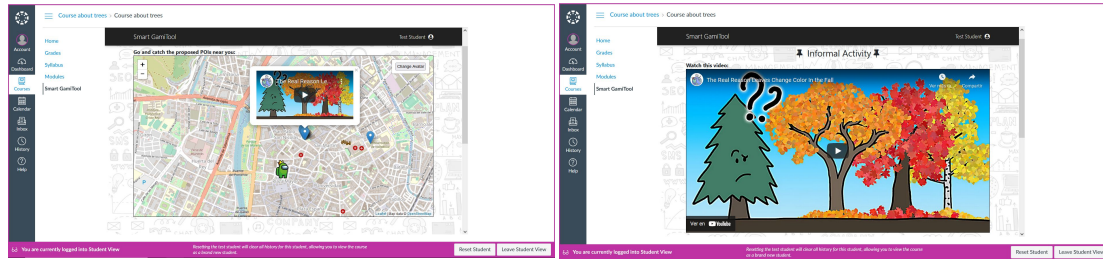 Course about trees › Course about trees
Account
Dashboard
Courses
Calendar
Inbox
History
Help
Home
Grades
Syllabus
Modules
Smart GamiTool
Smart GamiTool
Test Student
Go and catch the proposed POIs near you:
+
-
Change Avatar
The Real Reason Le...
Leaflet | Map data © OpenStreetMap
You are currently logged into Student View
Resetting the test student will clear all history for this student, allowing you to view the course
as a brand new student.
Reset Student
Leave Student View
Course about trees › Course about trees
Account
Dashboard
Courses
Calendar
Inbox
History
Help
Home
Grades
Syllabus
Modules
Smart GamiTool
Smart GamiTool
Test Student
Informal Activity
Watch this video:
The Real Reason Leaves Change Color In the Fall
??
Ver en YouTube
You are currently logged into Student View
Resetting the test student will clear all history for this student, allowing you to view the course
as a brand new student.
Reset Student
Leave Student View